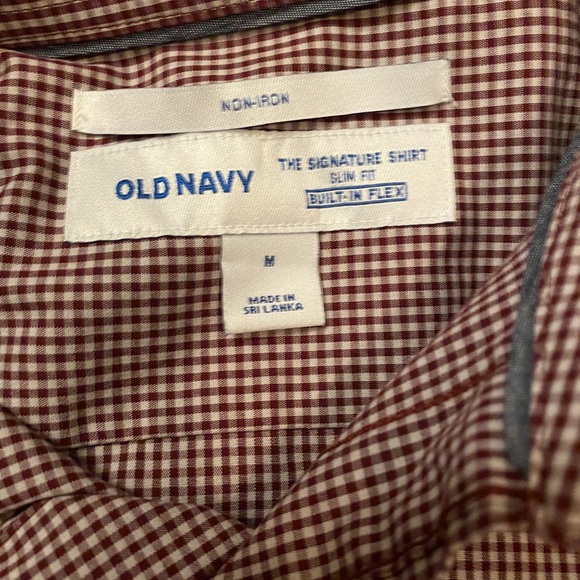 NON-IRON
OLD NAVY
THE SIGNATURE SHIRT
SLIM FIT
BUILT-IN FLEX
M
MADE IN
SRI LANKA